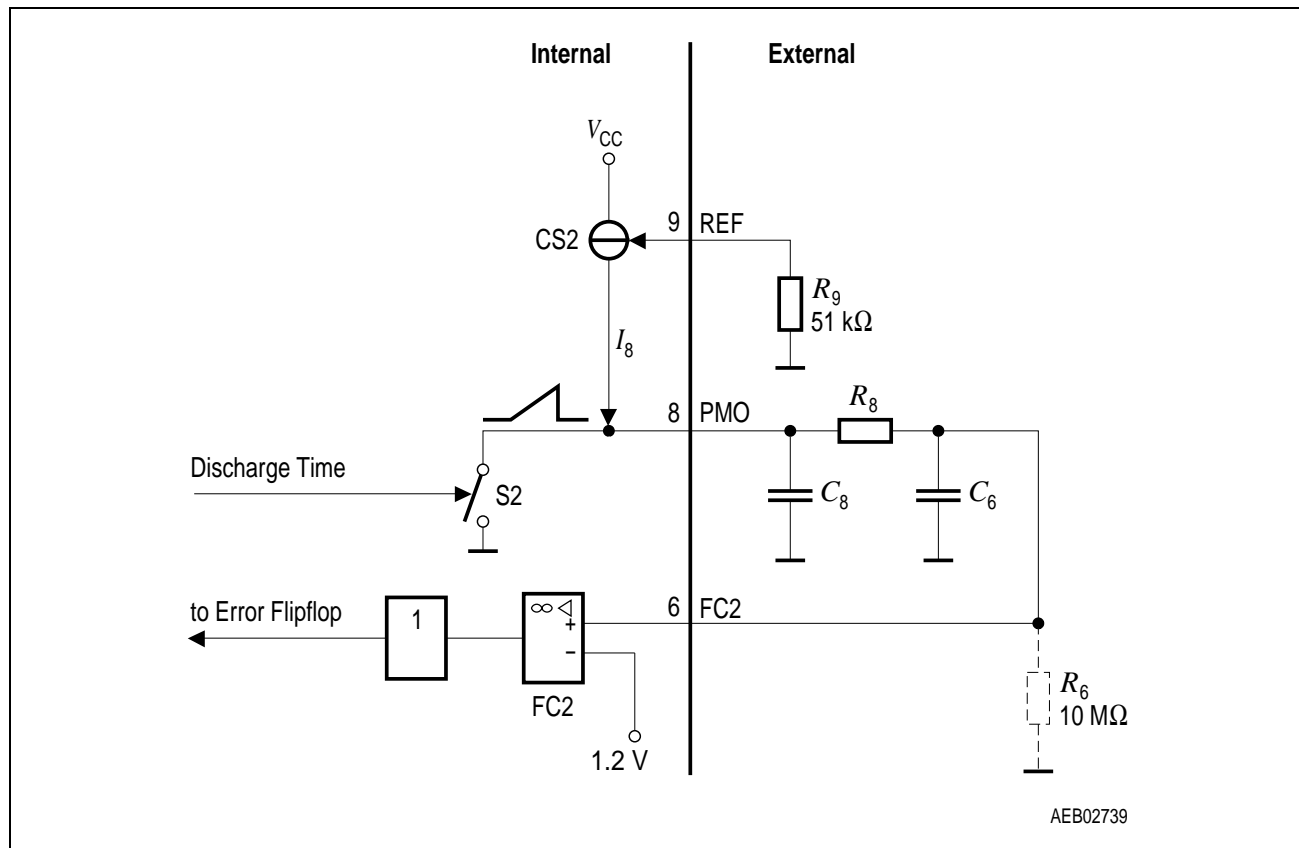 Internal
External
V_CC
9 REF
CS2
R_9
51 kΩ
I_8
8 PMO
R_8
Discharge Time
S2
C_8
C_6
to Error Flipflop
1
∞
+
−
6 FC2
FC2
R_6
10 MΩ
1.2 V
AEB02739